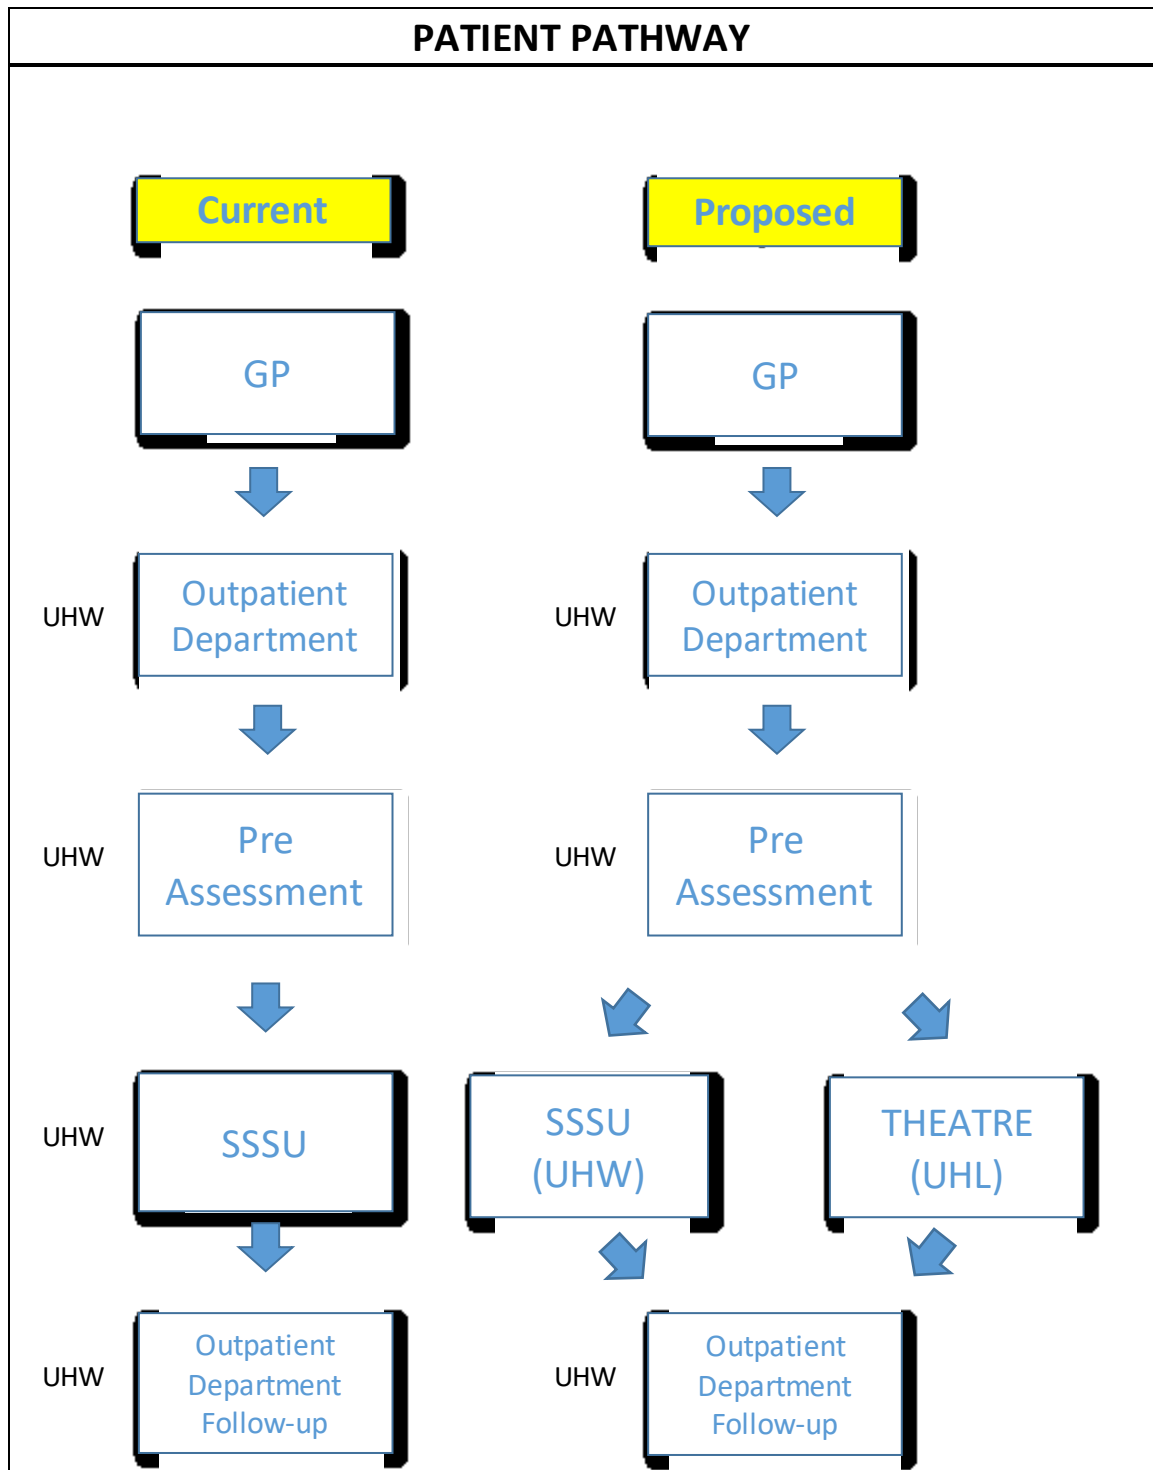 PATIENT PATHWAY
Current
Proposed
GP
GP
UHW
Outpatient
Department
UHW
Outpatient
Department
UHW
Pre
Assessment
UHW
Pre
Assessment
UHW
SSSU
SSSU
(UHW)
THEATRE
(UHL)
UHW
Outpatient
Department
Follow-up
UHW
Outpatient
Department
Follow-up